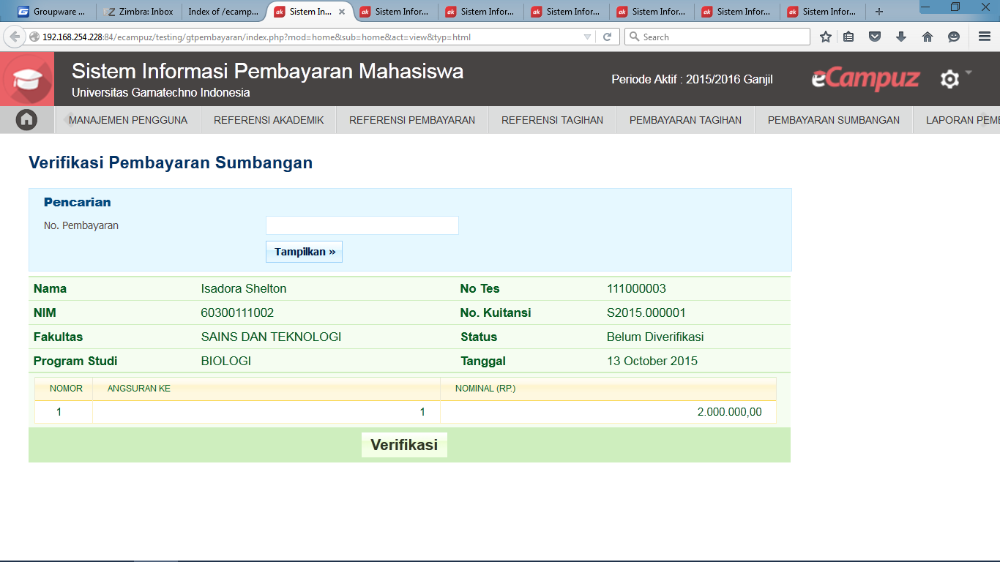 Groupware ... Zimbra: Inbox Index of /ecamp... Sistem In... Sistem Infor... Sistem Infor... Sistem Infor... Sistem Infor... Sistem Infor... Sistem Infor...
192.168.254.228:84/ecampuz/testing/gtpembayaran/index.php?mod=home&sub=home&act=view&typ=html Search
Sistem Informasi Pembayaran Mahasiswa
Universitas Gamatechno Indonesia
Periode Aktif : 2015/2016 Ganjil
eCampuz
MANAJEMEN PENGGUNA REFERENSI AKADEMIK REFERENSI PEMBAYARAN REFERENSI TAGIHAN PEMBAYARAN TAGIHAN PEMBAYARAN SUMBANGAN LAPORAN PEMB
Verifikasi Pembayaran Sumbangan
Pencarian
No. Pembayaran
Tampilkan »
Nama Isadora Shelton No Tes 111000003
NIM 60300111002 No. Kuitansi S2015.000001
Fakultas SAINS DAN TEKNOLOGI Status Belum Diverifikasi
Program Studi BIOLOGI Tanggal 13 October 2015
NOMOR ANGSURAN KE NOMINAL (RP.)
1 1 2.000.000,00
Verifikasi